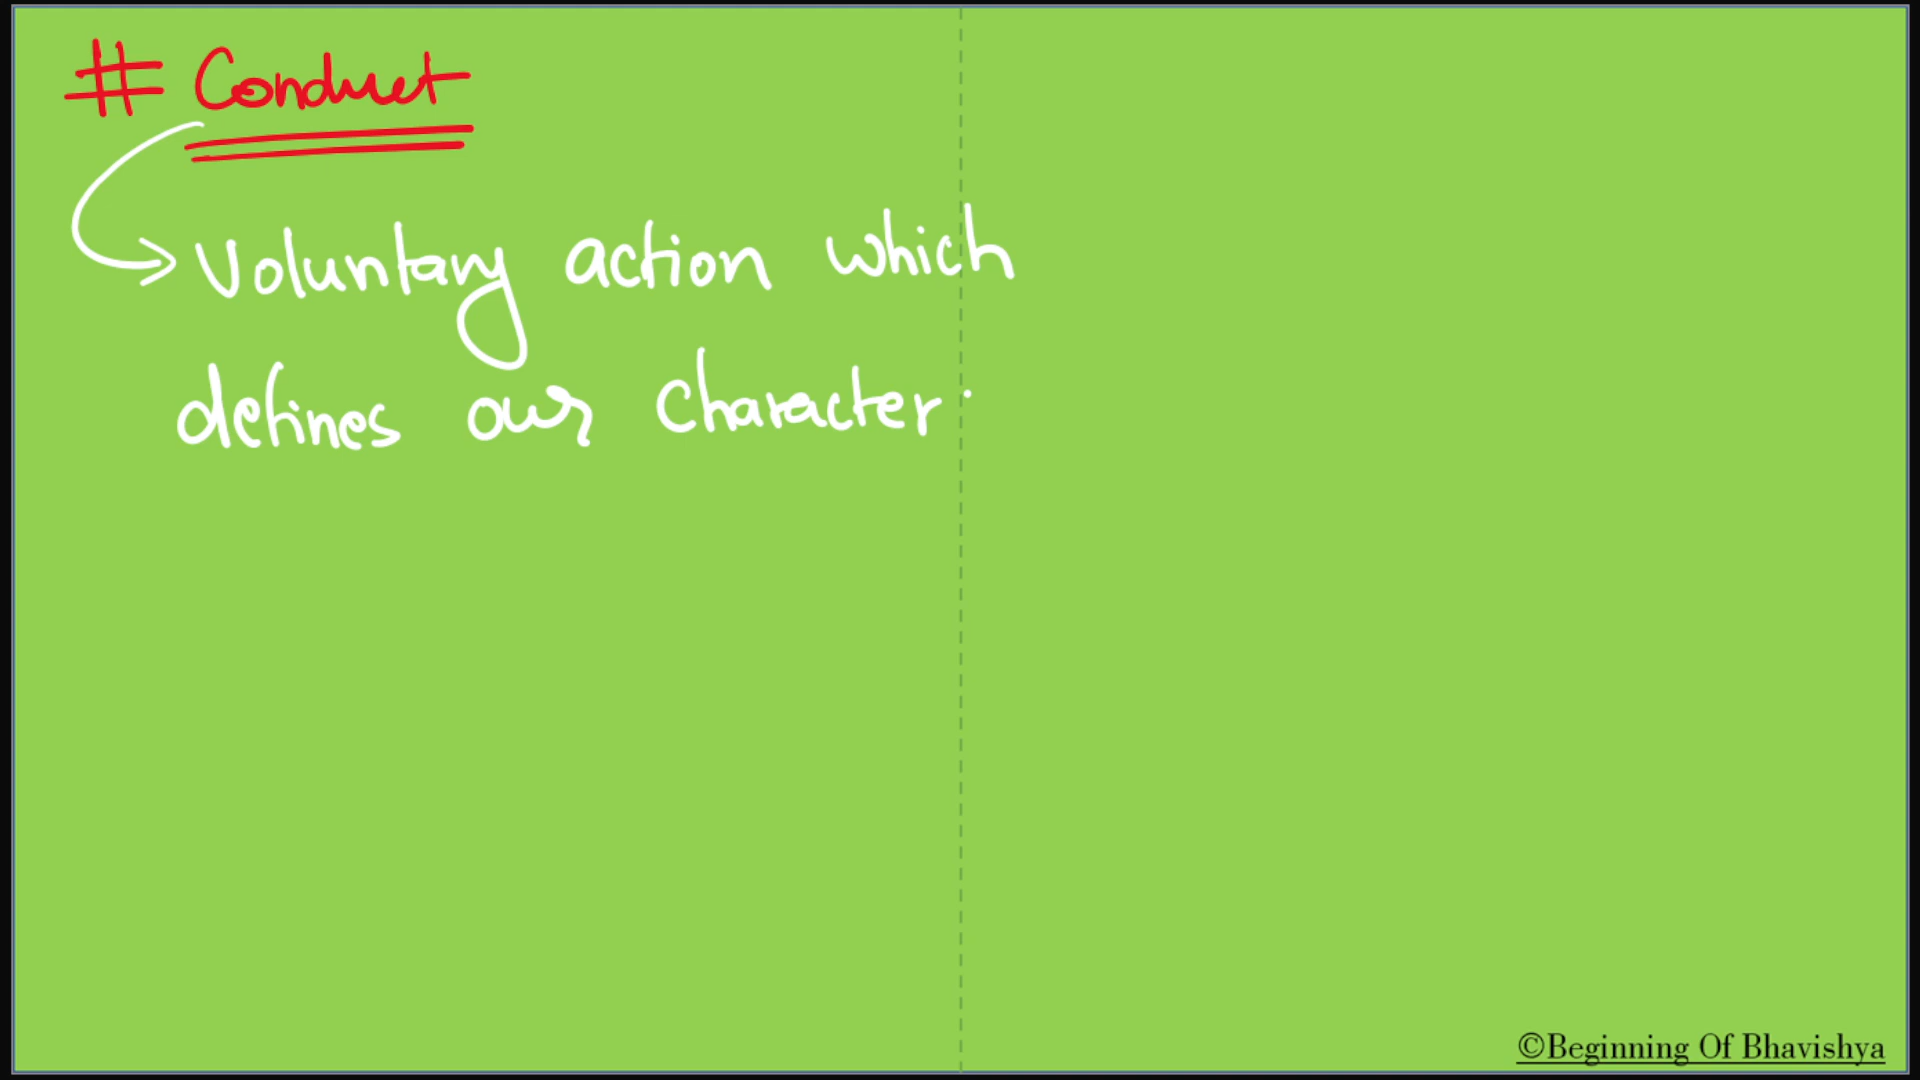 # Conduct
Voluntary action which
defines our character.
©Beginning Of Bhavishya